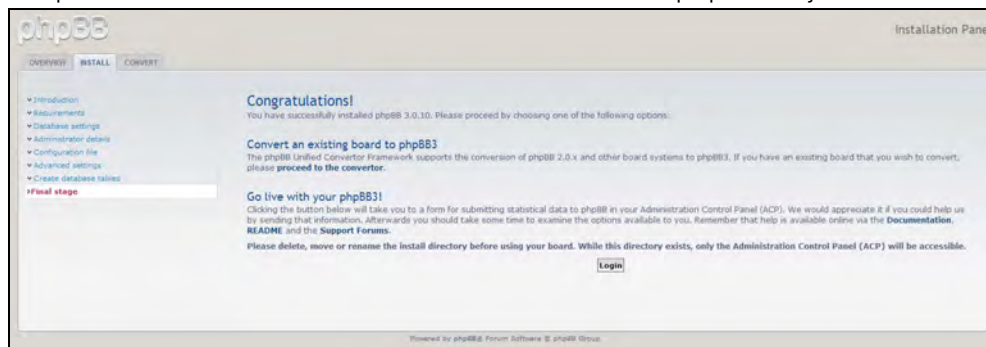 phpBB
Installation Pane
OVERVIEW INSTALL CONVERT
Introduction
Requirements
Database settings
Administrator details
Configuration file
Advanced settings
Create database tables
Final stage
Congratulations!
You have successfully installed phpBB 3.0.10. Please proceed by choosing one of the following options:
Convert an existing board to phpBB3
The phpBB Unified Convertor Framework supports the conversion of phpBB 2.0.x and other board systems to phpBB3. If you have an existing board that you wish to convert,
please proceed to the convertor.
Go live with your phpBB3!
Clicking the button below will take you to a form for submitting statistical data to phpBB in your Administration Control Panel (ACP). We would appreciate it if you could help us
by sending that information. Afterwards you should take some time to examine the options available to you. Remember that help is available online via the Documentation,
README and the Support Forums.
Please delete, move or rename the install directory before using your board. While this directory exists, only the Administration Control Panel (ACP) will be accessible.
Login
Powered by phpBB® Forum Software © phpBB Group